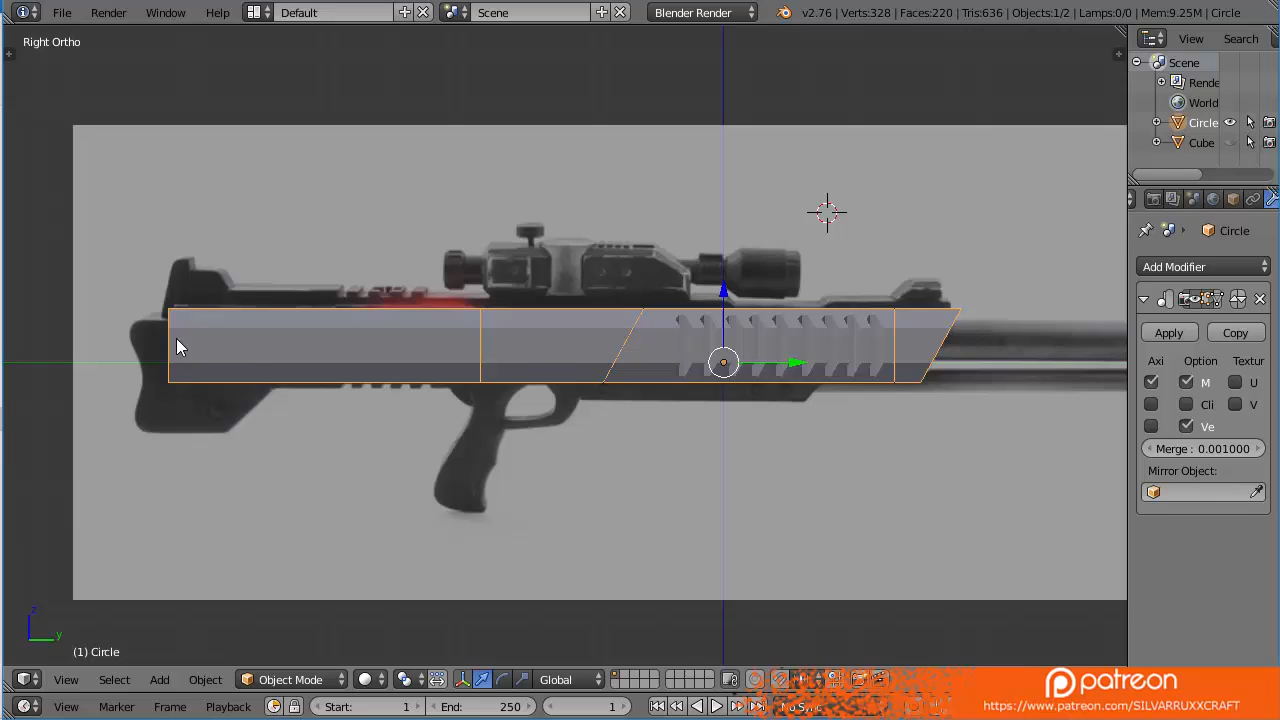 File Render Window Help Default Scene Blender Render v2.76 | Verts:328 | Faces:220 | Tris:636 | Objects:1/2 | Lamps:0/0 | Mem:9.25M | Circle
Right Ortho
View Search
Scene
Rende
World
Circle
Cube
Circle
Add Modifier
Apply Copy
Axi Option Textur
M U
Cli V
Ve
Merge : 0.001000
Mirror Object:
z
y
(1) Circle
View Select Add Object Object Mode Global
View Start: 1 End: 250 1 No Sync
patreon
https://www.patreon.com/SILVARRUXXCRAFT